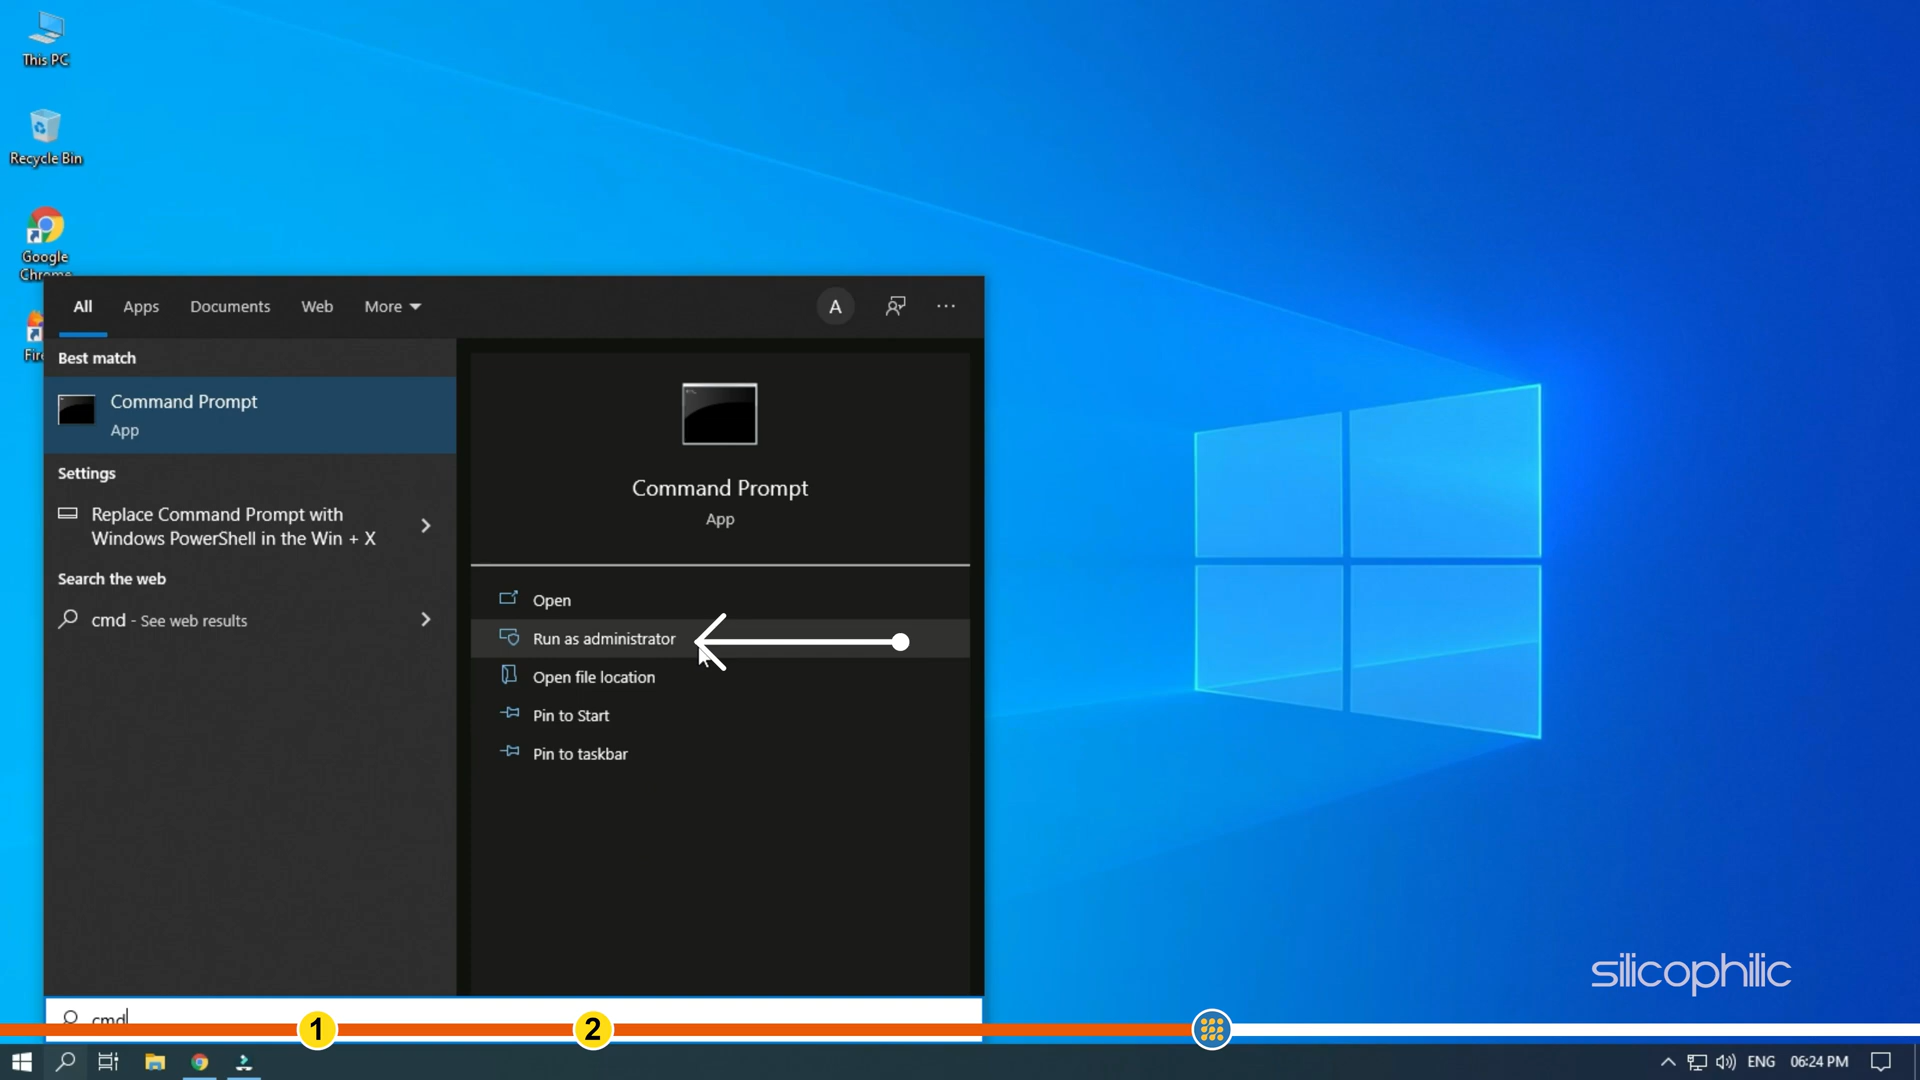 This PC
Recycle Bin
Google
Chrome
Fire
All
Apps
Documents
Web
More
A
Best match
Command Prompt
App
Settings
Replace Command Prompt with
Windows PowerShell in the Win + X
Search the web
cmd - See web results
Command Prompt
App
Open
Run as administrator
Open file location
Pin to Start
Pin to taskbar
silicophilic
cmd
1
2
ENG
06:24 PM